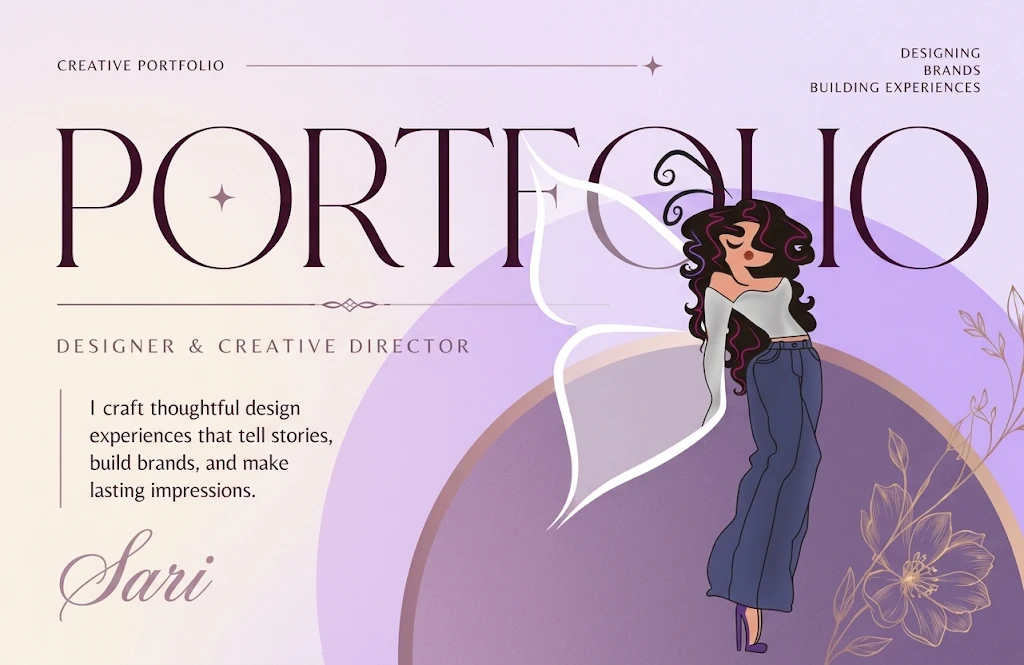 CREATIVE PORTFOLIO
DESIGNING
BRANDS
BUILDING EXPERIENCES
PORTFOLIO
DESIGNER & CREATIVE DIRECTOR
I craft thoughtful design
experiences that tell stories,
build brands, and make
lasting impressions.
Sari